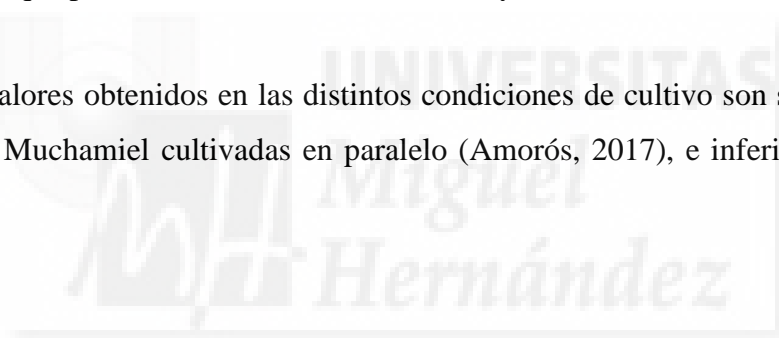 UNIVERSITAS
alores obtenidos en las distintos condiciones de cultivo son
Muchamiel cultivadas en paralelo (Amorós, 2017), e inferi
Miguel
Hernández